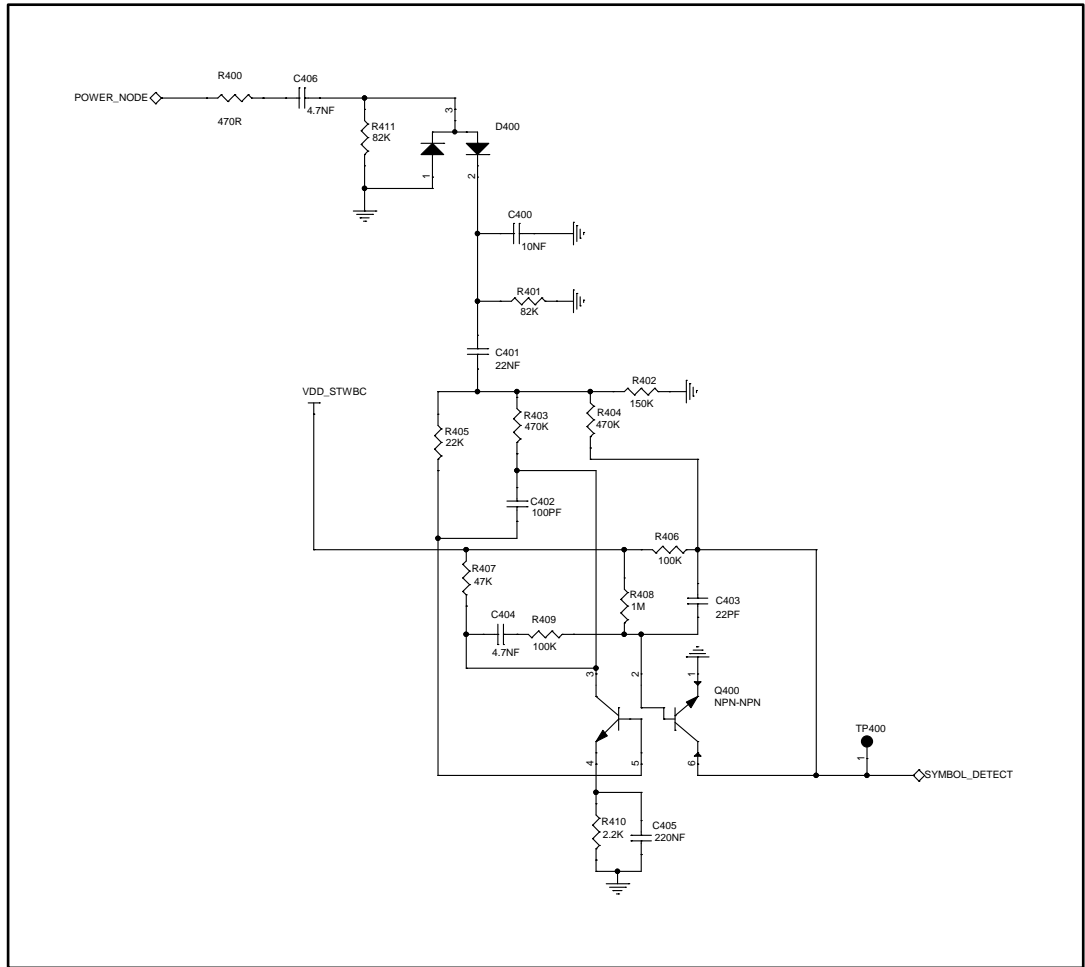 R400
C406
POWER_NODE
470R
4.7NF
3
D400
R411
82K
1
2
C400
10NF
R401
82K
C401
22NF
VDD_STWBC
R402
150K
R403
470K
R404
470K
R405
22K
C402
100PF
R406
100K
R407
47K
R408
1M
C403
22PF
C404
4.7NF
R409
100K
3
2
1
Q400
NPN-NPN
TP400
1
4
5
6
SYMBOL_DETECT
R410
2.2K
C405
220NF